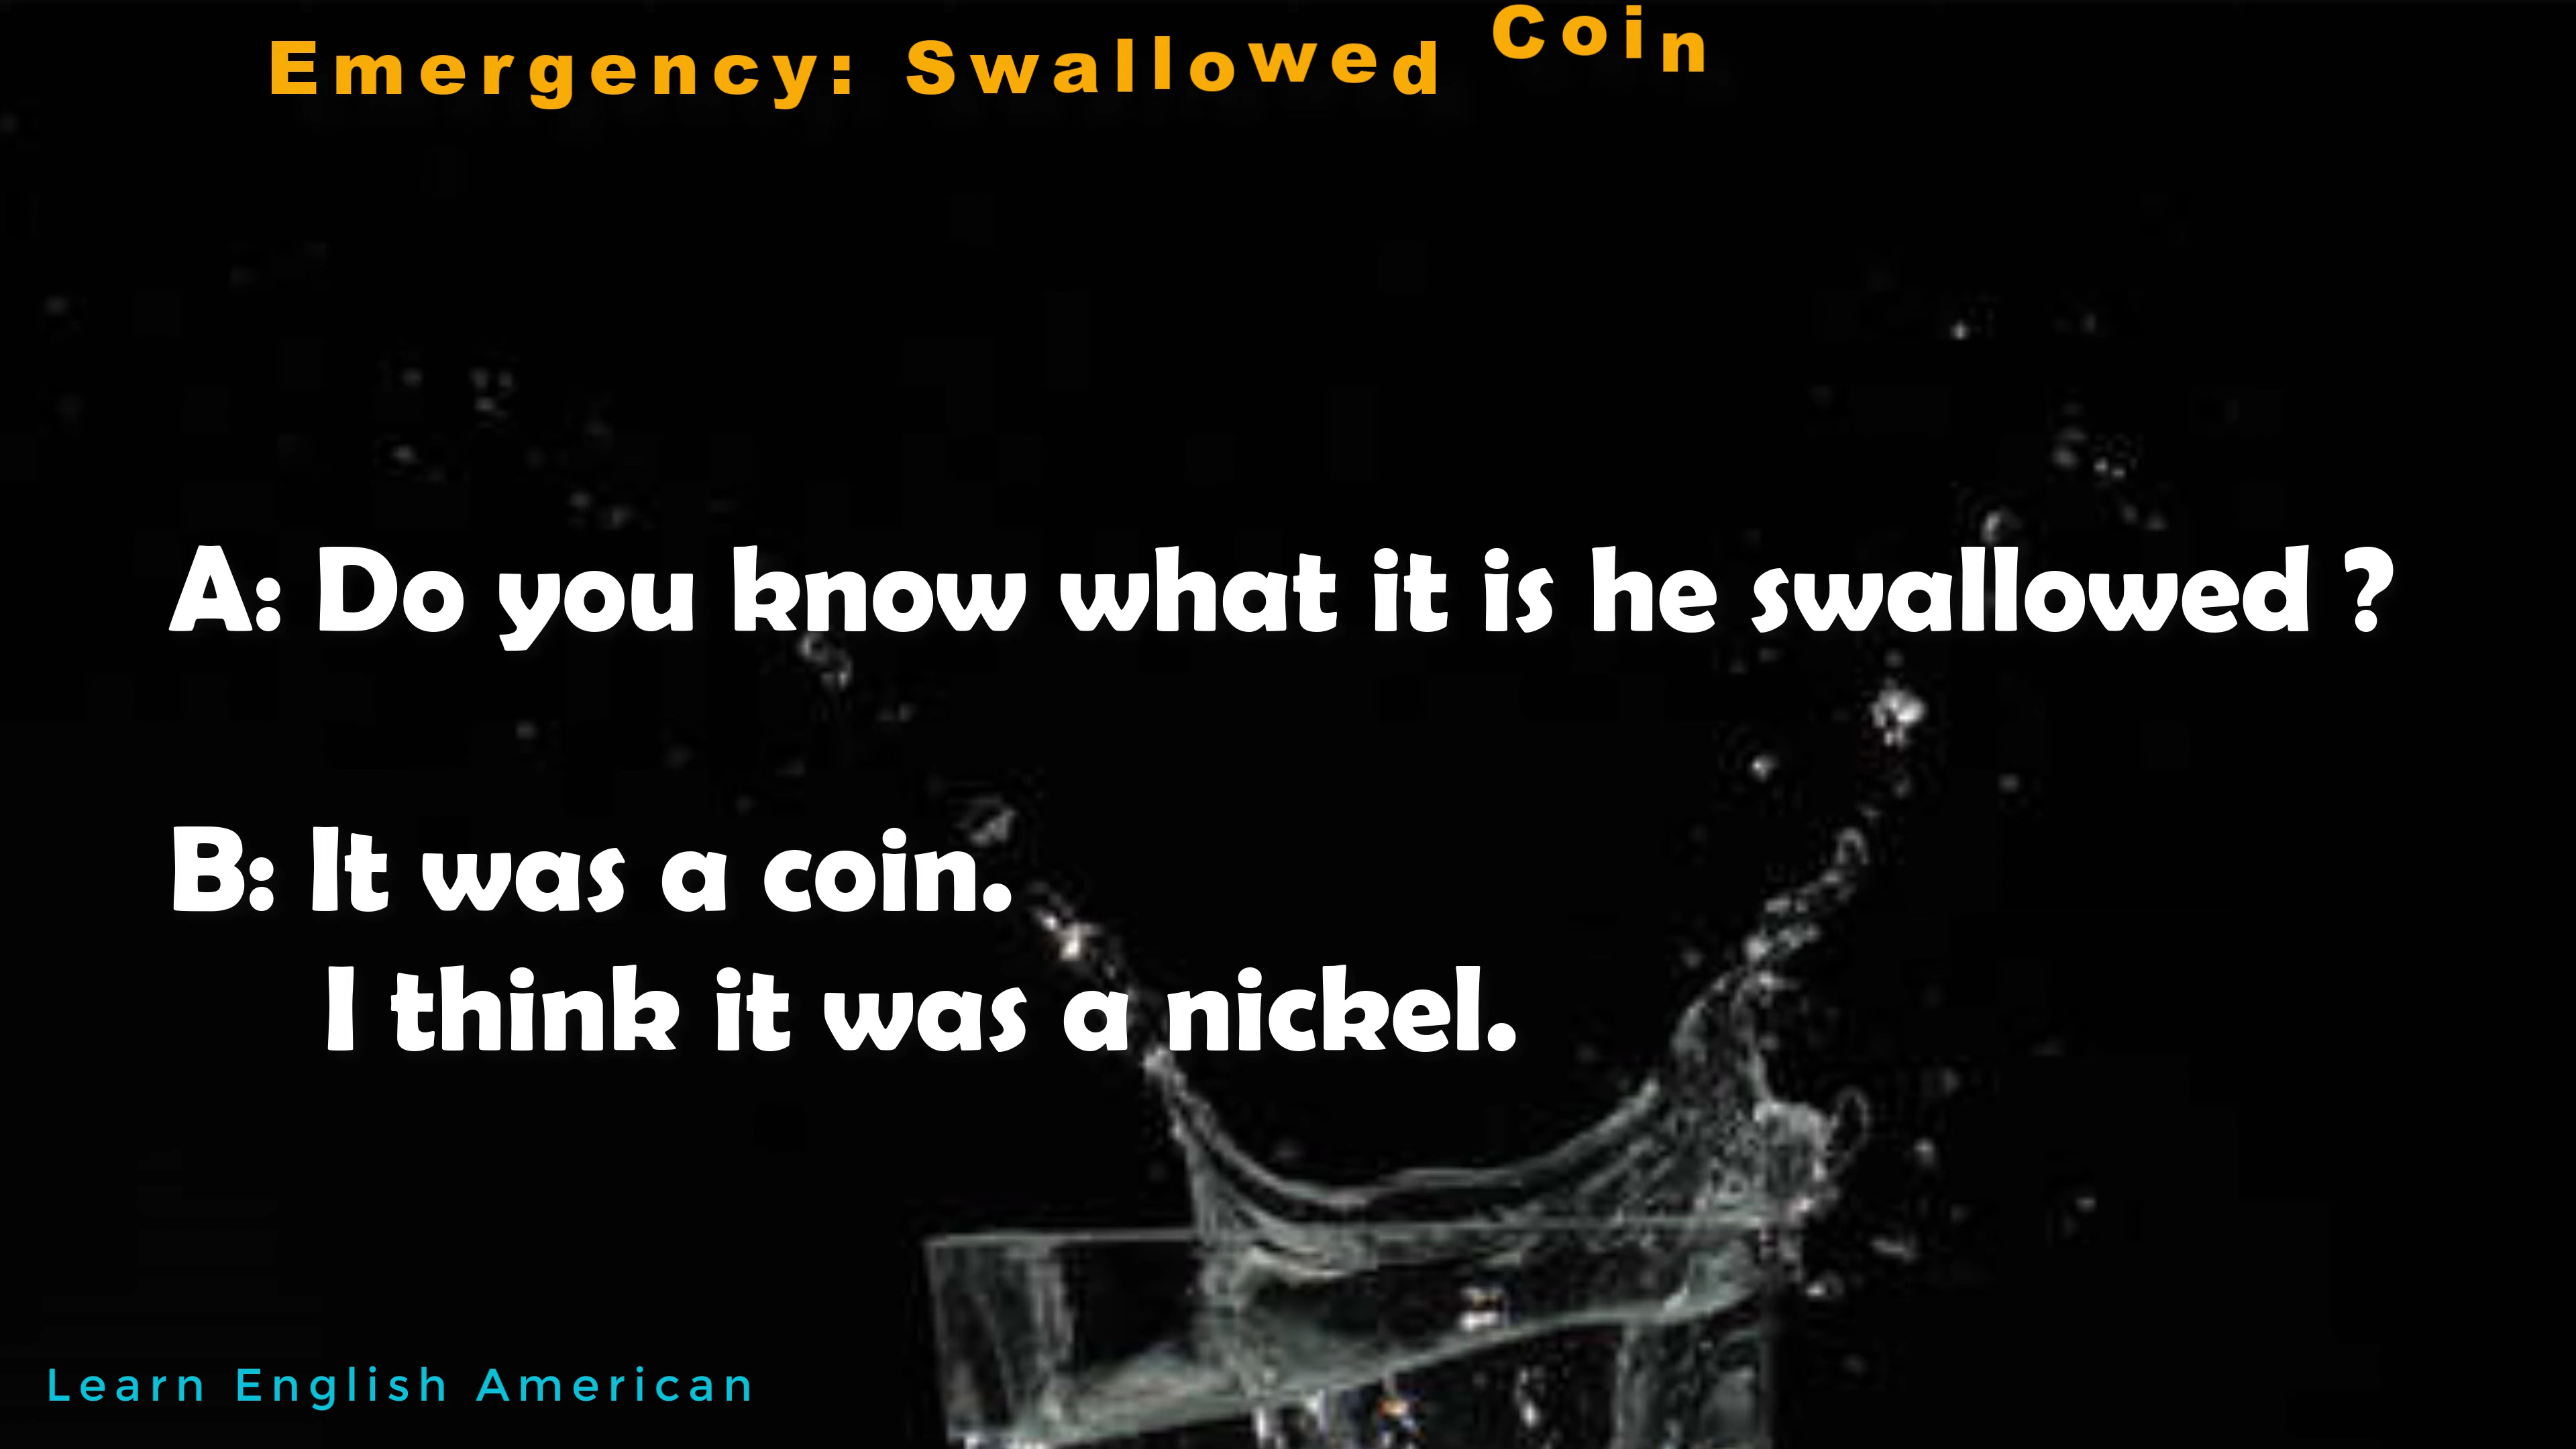 Emergency: Swallowed Coin
A: Do you know what it is he swallowed ?
B: It was a coin.
I think it was a nickel.
Learn English American